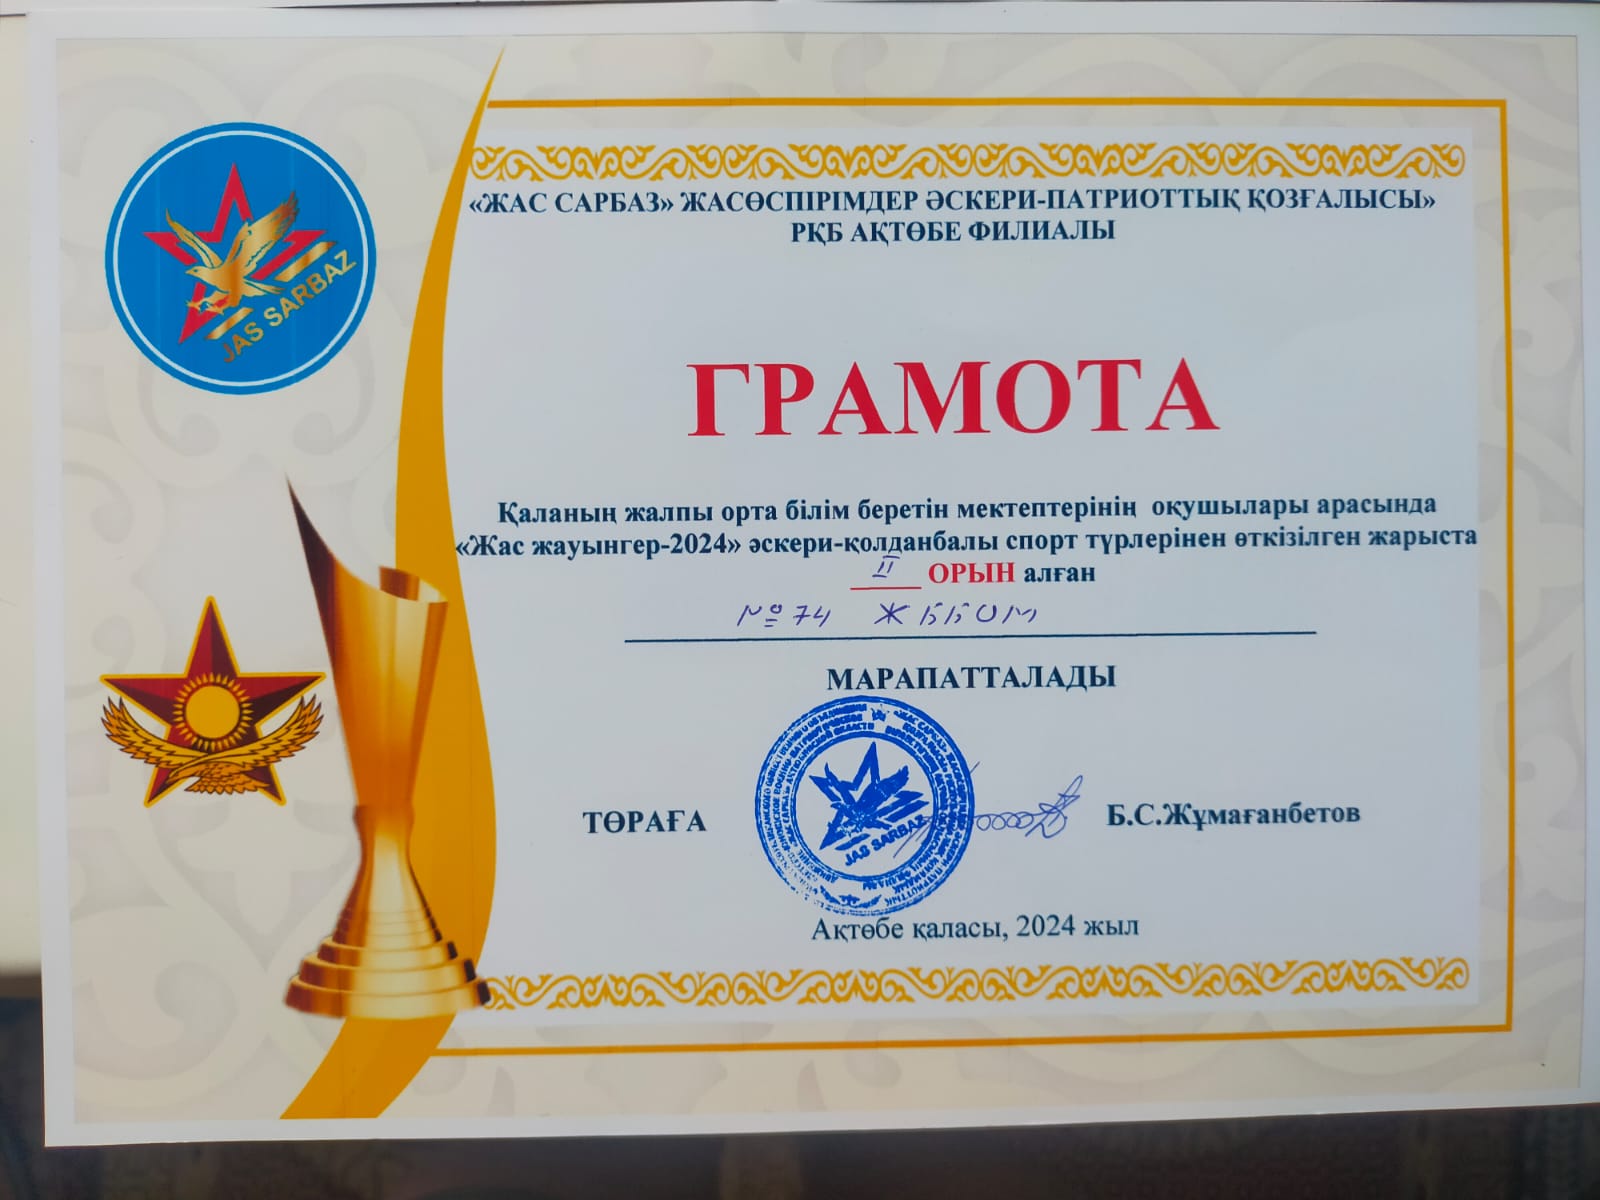 JAS SARBAZ
«ЖАС САРБАЗ» ЖАСӨСПІРІМДЕР ӘСКЕРИ-ПАТРИОТТЫҚ ҚОЗҒАЛЫСЫ»
РҚБ АҚТӨБЕ ФИЛИАЛЫ
ГРАМОТА
Қаланың жалпы орта білім беретін мектептерінің оқушылары арасында
«Жас жауынгер-2024» әскери-қолданбалы спорт түрлерінен өткізілген жарыста
II ОРЫН алған
№ 74 ЖББОМ
МАРАПАТТАЛАДЫ
ТӨРАҒА
JAS SARBAZ
Б.С.Жұмағанбетов
Ақтөбе қаласы, 2024 жыл